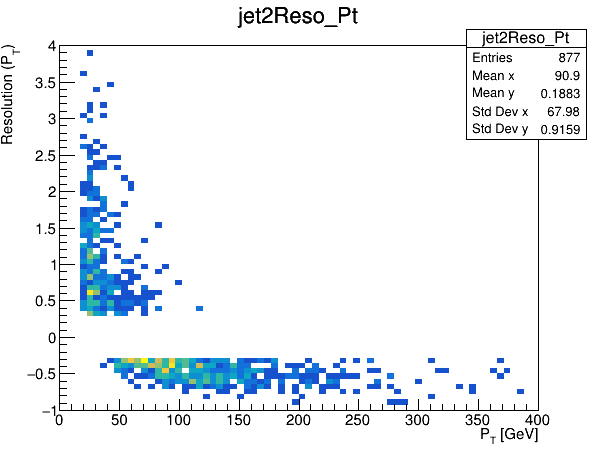 jet2Reso_Pt
jet2Reso_Pt
Entries 877
Mean x 90.9
Mean y 0.1883
Std Dev x 67.98
Std Dev y 0.9159
Resolution (P_T)
4
3.5
3
2.5
2
1.5
1
0.5
0
−0.5
−1
0 50 100 150 200 250 300 350 400
P_T [GeV]